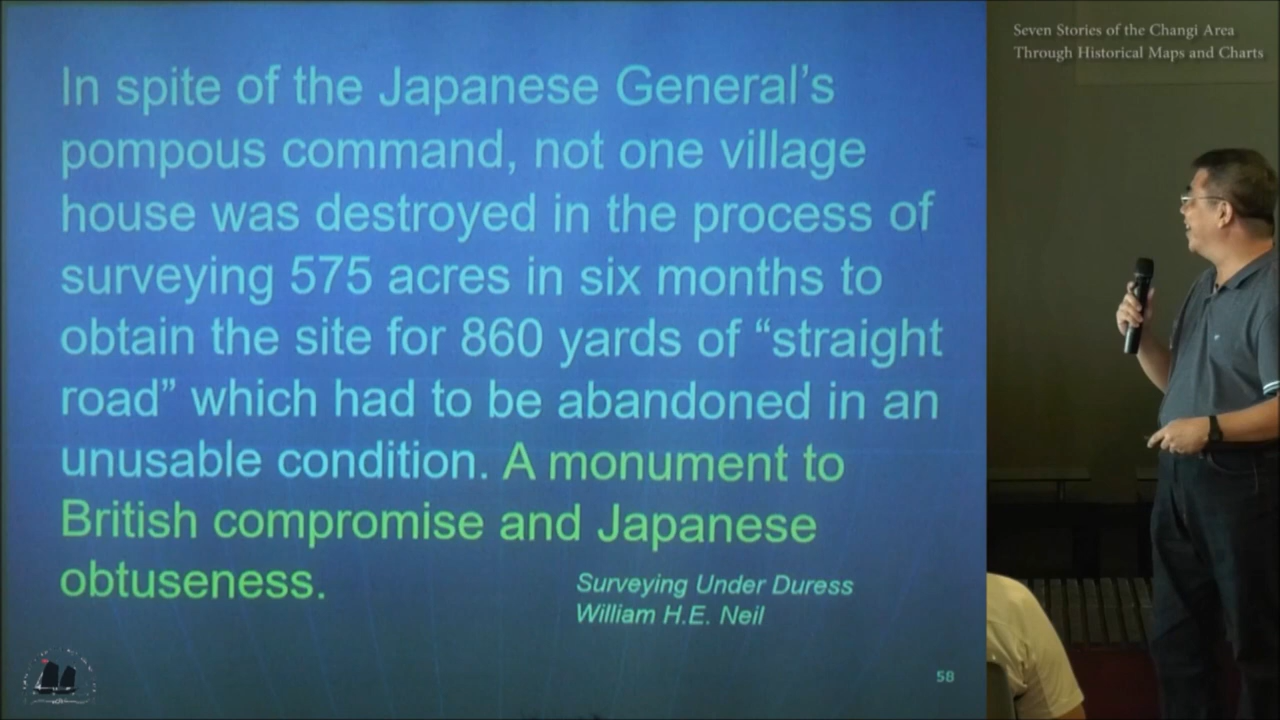 Seven Stories of the Changi Area
Through Historical Maps and Charts
In spite of the Japanese General’s
pompous command, not one village
house was destroyed in the process of
surveying 575 acres in six months to
obtain the site for 860 yards of “straight
road” which had to be abandoned in an
unusable condition. A monument to
British compromise and Japanese
obtuseness.
Surveying Under Duress
William H.E. Neil
58